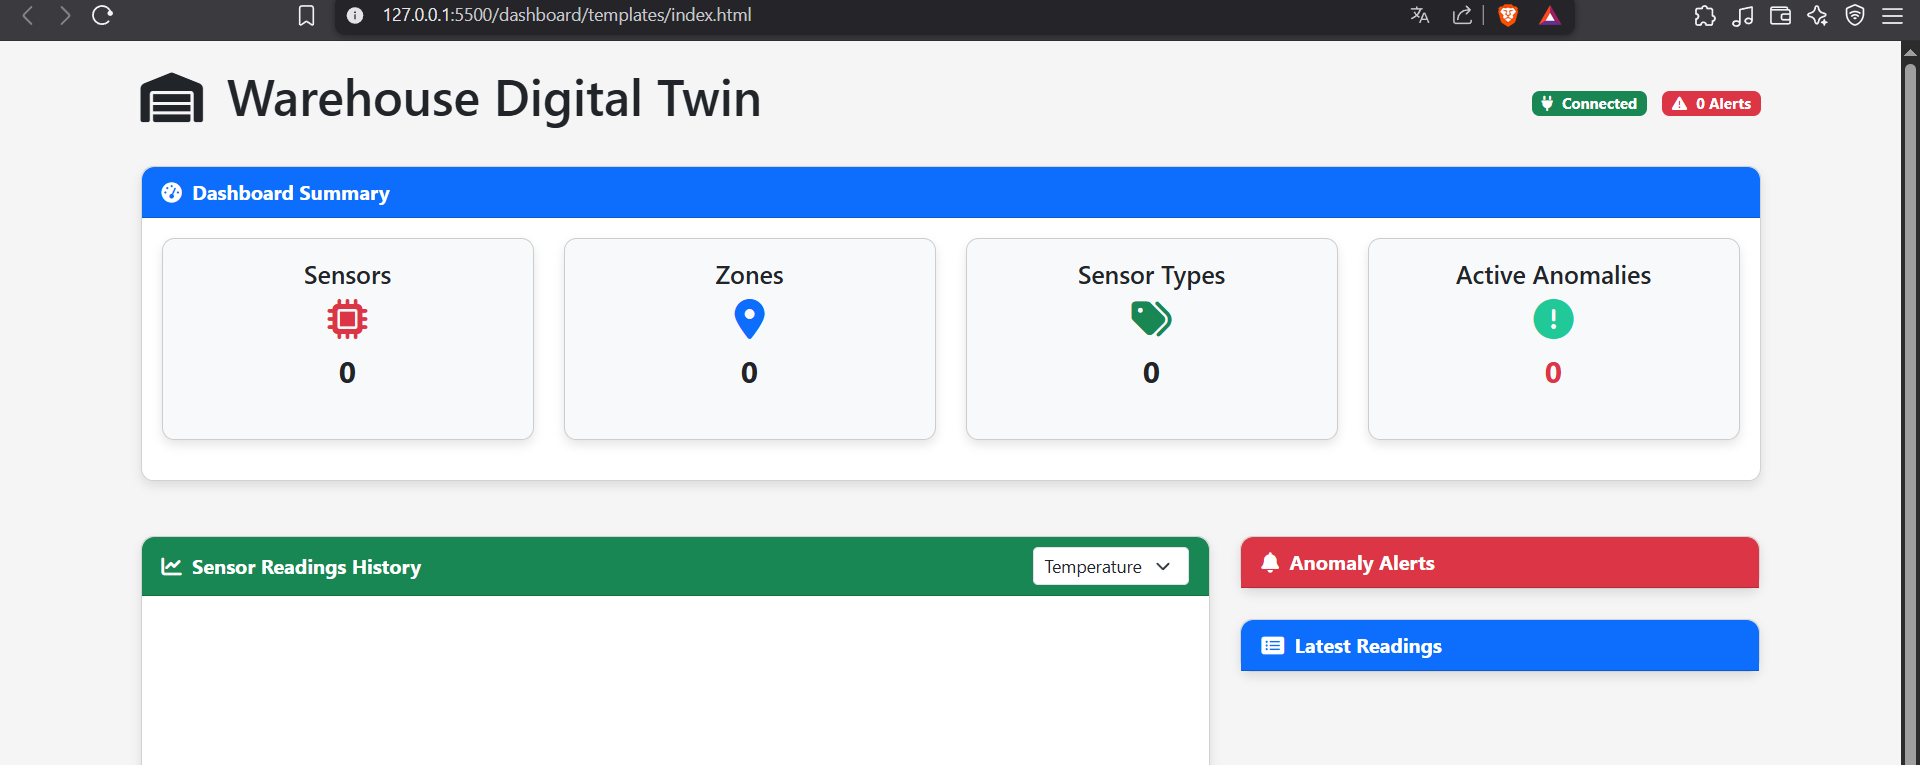 127.0.0.1:5500/dashboard/templates/index.html
Warehouse Digital Twin
Connected
0 Alerts
Dashboard Summary
Sensors
0
Zones
0
Sensor Types
0
Active Anomalies
0
Sensor Readings History
Temperature
Anomaly Alerts
Latest Readings